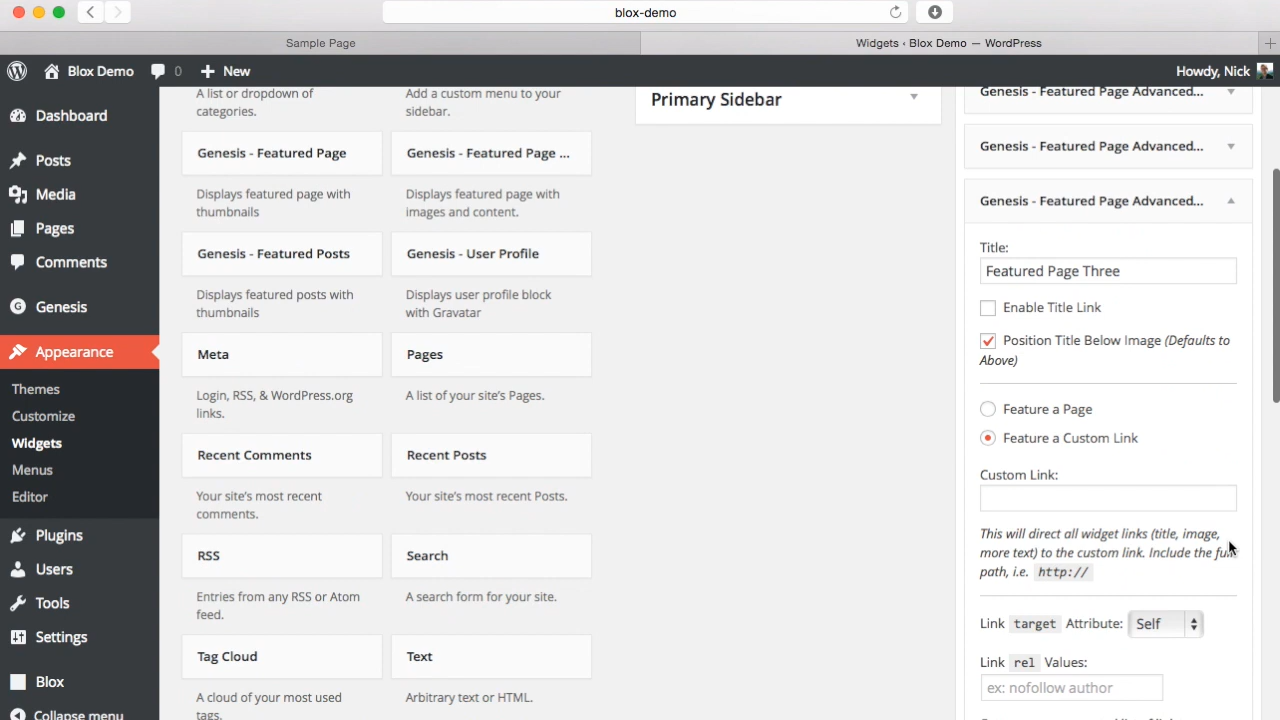 blox-demo
Sample Page
Widgets ‹ Blox Demo — WordPress
Blox Demo
0
New
Howdy, Nick
Dashboard
Posts
Media
Pages
Comments
Genesis
Appearance
Themes
Customize
Widgets
Menus
Editor
Plugins
Users
Tools
Settings
Blox
Collapse menu
A list or dropdown of
categories.
Add a custom menu to your
sidebar.
Genesis - Featured Page
Genesis - Featured Page ...
Displays featured page with
thumbnails
Displays featured page with
images and content.
Genesis - Featured Posts
Genesis - User Profile
Displays featured posts with
thumbnails
Displays user profile block
with Gravatar
Meta
Pages
Login, RSS, & WordPress.org
links.
A list of your site's Pages.
Recent Comments
Recent Posts
Your site's most recent
comments.
Your site's most recent Posts.
RSS
Search
Entries from any RSS or Atom
feed.
A search form for your site.
Tag Cloud
Text
A cloud of your most used
tags.
Arbitrary text or HTML.
Primary Sidebar
Genesis - Featured Page Advanced...
Genesis - Featured Page Advanced...
Genesis - Featured Page Advanced...
Title:
Featured Page Three
Enable Title Link
Position Title Below Image (Defaults to
Above)
Feature a Page
Feature a Custom Link
Custom Link:
This will direct all widget links (title, image,
more text) to the custom link. Include the full
path, i.e. http://
Link target Attribute: Self
Link rel Values:
ex: nofollow author